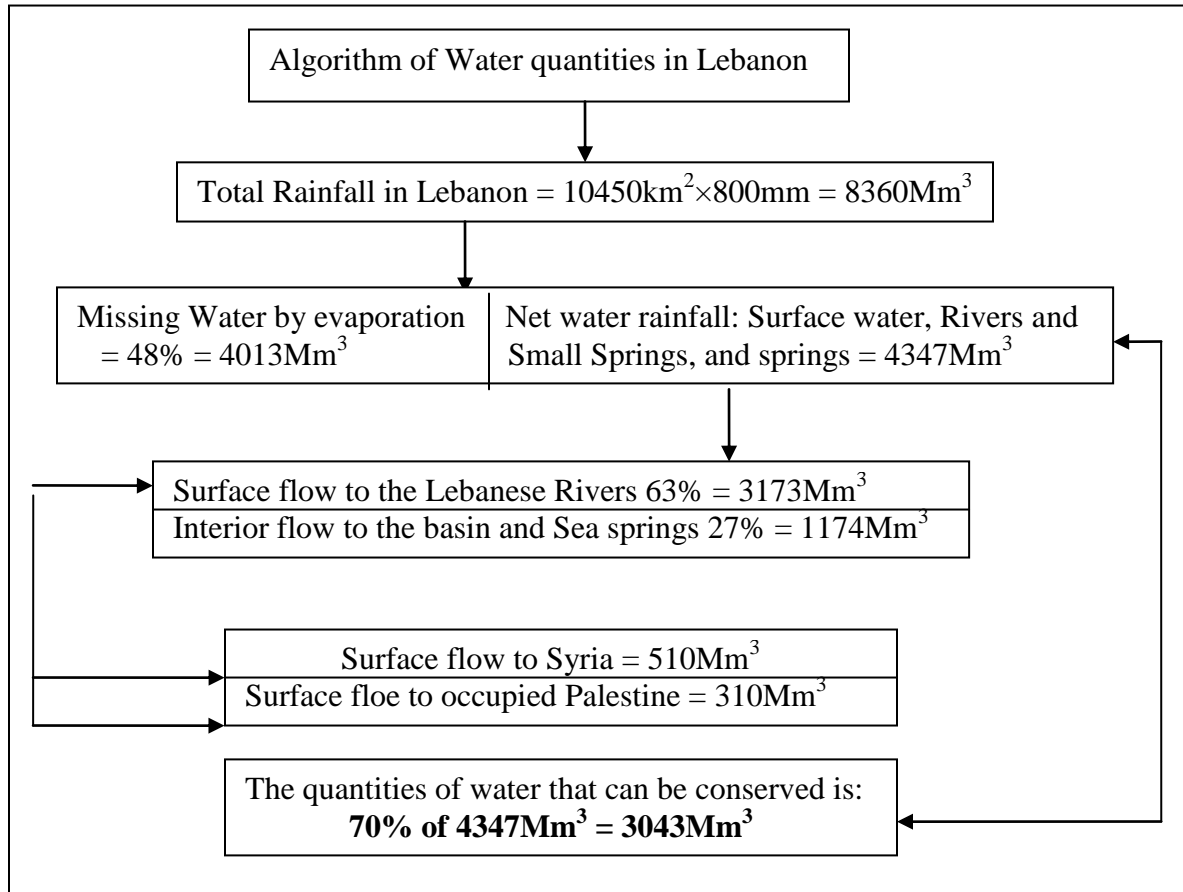 Algorithm of Water quantities in Lebanon
Total Rainfall in Lebanon = 10450km²×800mm = 8360Mm³
Missing Water by evaporation
= 48% = 4013Mm³
Net water rainfall: Surface water, Rivers and
Small Springs, and springs = 4347Mm³
Surface flow to the Lebanese Rivers 63% = 3173Mm³
Interior flow to the basin and Sea springs 27% = 1174Mm³
Surface flow to Syria = 510Mm³
Surface floe to occupied Palestine = 310Mm³
The quantities of water that can be conserved is:
70% of 4347Mm³ = 3043Mm³